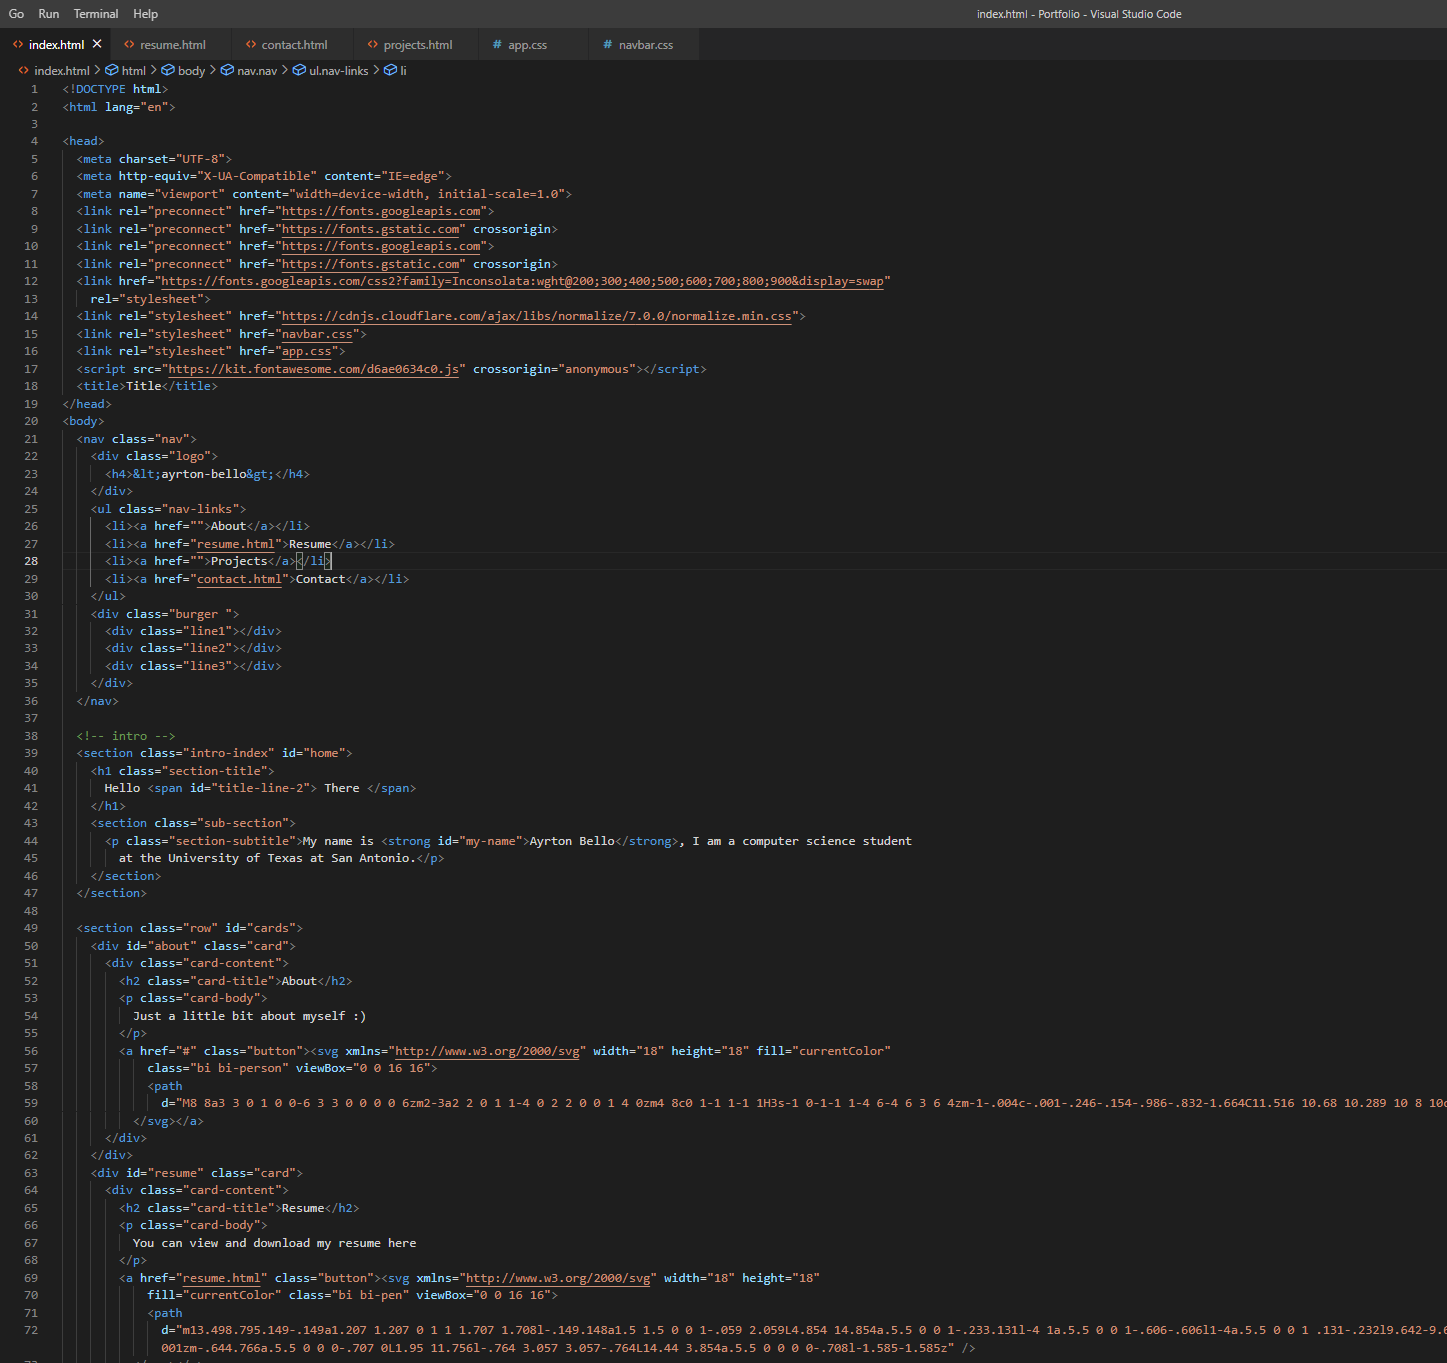 Go Run Terminal Help index.html - Portfolio - Visual Studio Code
index.html resume.html contact.html projects.html # app.css # navbar.css
index.html > html > body > nav.nav > ul.nav-links > li
1 <!DOCTYPE html>
2 <html lang="en">
3
4 <head>
5 <meta charset="UTF-8">
6 <meta http-equiv="X-UA-Compatible" content="IE=edge">
7 <meta name="viewport" content="width=device-width, initial-scale=1.0">
8 <link rel="preconnect" href="https://fonts.googleapis.com">
9 <link rel="preconnect" href="https://fonts.gstatic.com" crossorigin>
10 <link rel="preconnect" href="https://fonts.googleapis.com">
11 <link rel="preconnect" href="https://fonts.gstatic.com" crossorigin>
12 <link href="https://fonts.googleapis.com/css2?family=Inconsolata:wght@200;300;400;500;600;700;800;900&display=swap"
13 rel="stylesheet">
14 <link rel="stylesheet" href="https://cdnjs.cloudflare.com/ajax/libs/normalize/7.0.0/normalize.min.css">
15 <link rel="stylesheet" href="navbar.css">
16 <link rel="stylesheet" href="app.css">
17 <script src="https://kit.fontawesome.com/d6ae0634c0.js" crossorigin="anonymous"></script>
18 <title>Title</title>
19 </head>
20 <body>
21 <nav class="nav">
22 <div class="logo">
23 <h4>&lt;ayrton-bello&gt;</h4>
24 </div>
25 <ul class="nav-links">
26 <li><a href="">About</a></li>
27 <li><a href="resume.html">Resume</a></li>
28 <li><a href="">Projects</a></li>
29 <li><a href="contact.html">Contact</a></li>
30 </ul>
31 <div class="burger ">
32 <div class="line1"></div>
33 <div class="line2"></div>
34 <div class="line3"></div>
35 </div>
36 </nav>
37
38 <!-- intro -->
39 <section class="intro-index" id="home">
40 <h1 class="section-title">
41 Hello <span id="title-line-2"> There </span>
42 </h1>
43 <section class="sub-section">
44 <p class="section-subtitle">My name is <strong id="my-name">Ayrton Bello</strong>, I am a computer science student
45 at the University of Texas at San Antonio.</p>
46 </section>
47 </section>
48
49 <section class="row" id="cards">
50 <div id="about" class="card">
51 <div class="card-content">
52 <h2 class="card-title">About</h2>
53 <p class="card-body">
54 Just a little bit about myself :)
55 </p>
56 <a href="#" class="button"><svg xmlns="http://www.w3.org/2000/svg" width="18" height="18" fill="currentColor"
57 class="bi bi-person" viewBox="0 0 16 16">
58 <path
59 d="M8 8a3 3 0 1 0 0-6 3 3 0 0 0 0 6zm2-3a2 2 0 1 1-4 0 2 2 0 0 1 4 0zm4 8c0 1-1 1-1 1H3s-1 0-1-1 1-4 6-4 6 3 6 4zm-1-.004c-.001-.246-.154-.986-.832-1.664C11.516 10.68 10.289 10 8 10
60 </svg></a>
61 </div>
62 </div>
63 <div id="resume" class="card">
64 <div class="card-content">
65 <h2 class="card-title">Resume</h2>
66 <p class="card-body">
67 You can view and download my resume here
68 </p>
69 <a href="resume.html" class="button"><svg xmlns="http://www.w3.org/2000/svg" width="18" height="18"
70 fill="currentColor" class="bi bi-pen" viewBox="0 0 16 16">
71 <path
72 d="m13.498.795.149-.149a1.207 1.207 0 1 1 1.707 1.708l-.149.148a1.5 1.5 0 0 1-.059 2.059L4.854 14.854a.5.5 0 0 1-.233.131l-4 1a.5.5 0 0 1-.606-.606l1-4a.5.5 0 0 1 .131-.232l9.642-9.6
001zm-.644.766a.5.5 0 0 0-.707 0L1.95 11.756l-.764 3.057 3.057-.764L14.44 3.854a.5.5 0 0 0 0-.708l-1.585-1.585z" />